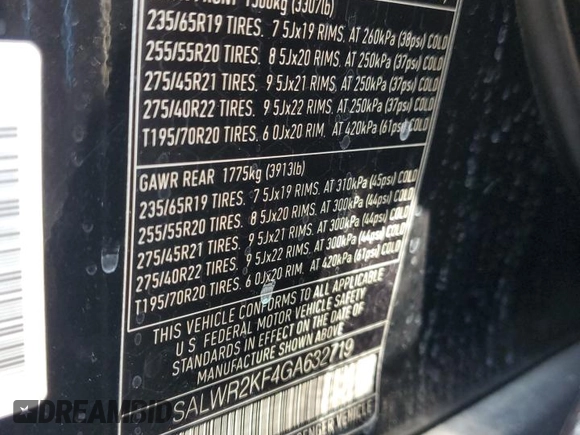 1500kg (3307lb)
235/65R19 TIRES. 7 5Jx19 RIMS. AT 260kPa (38psi) COLD
255/55R20 TIRES. 8 5Jx20 RIMS. AT 250kPa (37psi) COLD
275/45R21 TIRES. 9 5Jx21 RIMS. AT 250kPa (37psi) COLD
275/40R22 TIRES. 9 5Jx22 RIMS. AT 250kPa (37psi) COLD
T195/70R20 TIRES. 6 0Jx20 RIM. AT 420kPa (61psi) COLD
GAWR REAR 1775kg (3913lb)
235/65R19 TIRES. 7 5Jx19 RIMS. AT 310kPa (45psi) COLD
255/55R20 TIRES. 8 5Jx20 RIMS. AT 300kPa (44psi) COLD
275/45R21 TIRES. 9 5Jx21 RIMS. AT 300kPa (44psi) COLD
275/40R22 TIRES. 9 5Jx22 RIMS. AT 300kPa (44psi) COLD
T195/70R20 TIRES. 6 0Jx20 RIM. AT 420kPa (61psi) COLD
THIS VEHICLE CONFORMS TO ALL APPLICABLE
U S FEDERAL MOTOR VEHICLE SAFETY
STANDARDS IN EFFECT ON THE DATE OF
MANUFACTURE SHOWN ABOVE
SALWR2KF4GA632719
DREAMBID